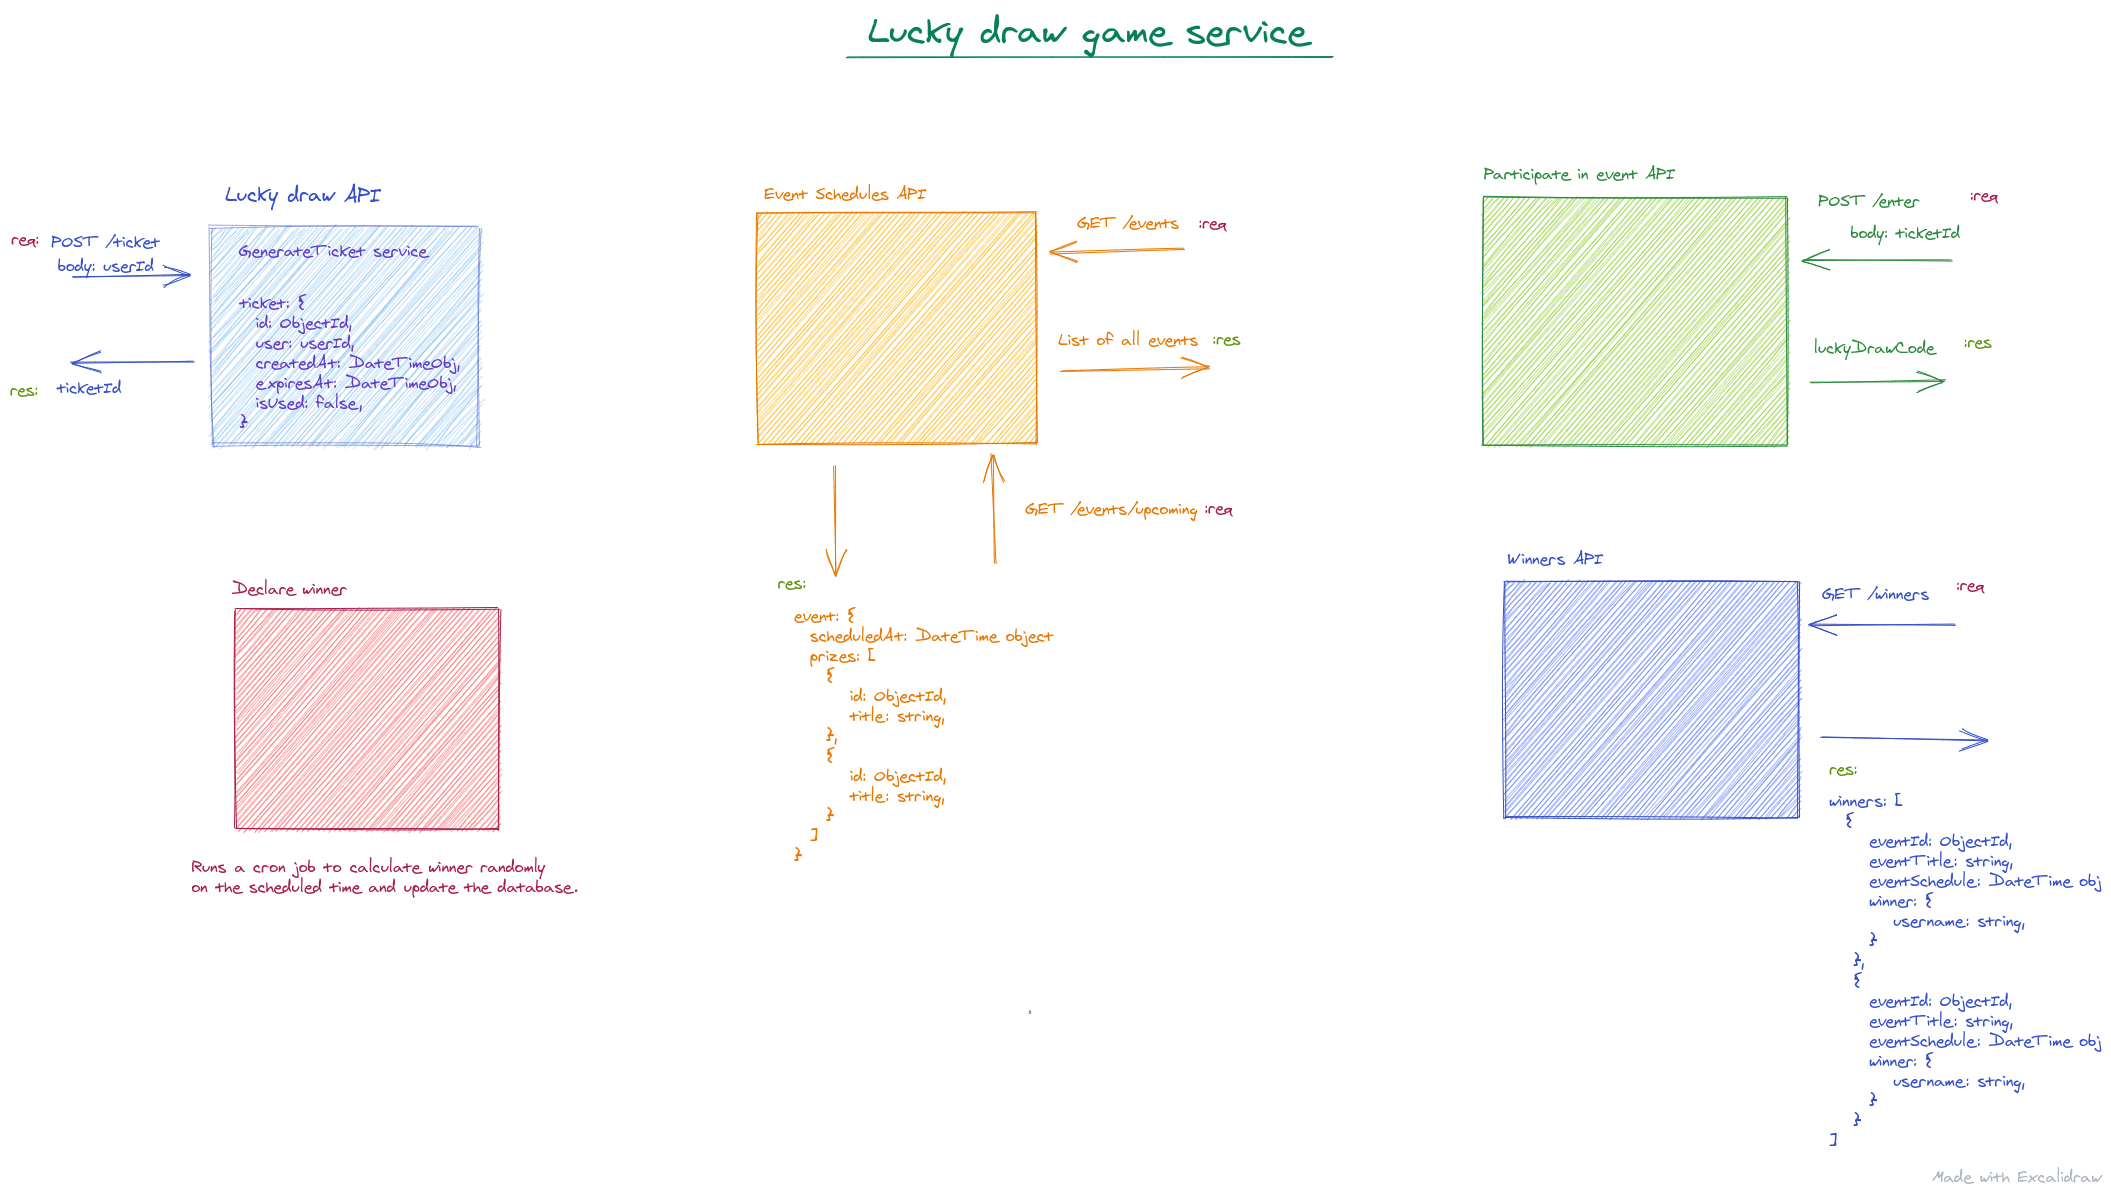 Lucky draw game service
Lucky draw API
req: POST /ticket
body: userId
GenerateTicket service
ticket: {
id: ObjectId,
user: userId,
createdAt: DateTimeObj,
expiresAt: DateTimeObj,
isUsed: false,
}
res: ticketId
Event Schedules API
GET /events :req
List of all events :res
GET /events/upcoming :req
res:
event: {
scheduledAt: DateTime object
prizes: [
{
id: ObjectId,
title: string,
},
{
id: ObjectId,
title: string,
}
]
}
Participate in event API
POST /enter :req
body: ticketId
luckyDrawCode :res
Declare winner
Runs a cron job to calculate winner randomly
on the scheduled time and update the database.
Winners API
GET /winners :req
res:
winners: [
{
eventId: ObjectId,
eventTitle: string,
eventSchedule: DateTime obj
winner: {
username: string,
}
},
{
eventId: ObjectId,
eventTitle: string,
eventSchedule: DateTime obj
winner: {
username: string,
}
}
]
Made with Excalidraw